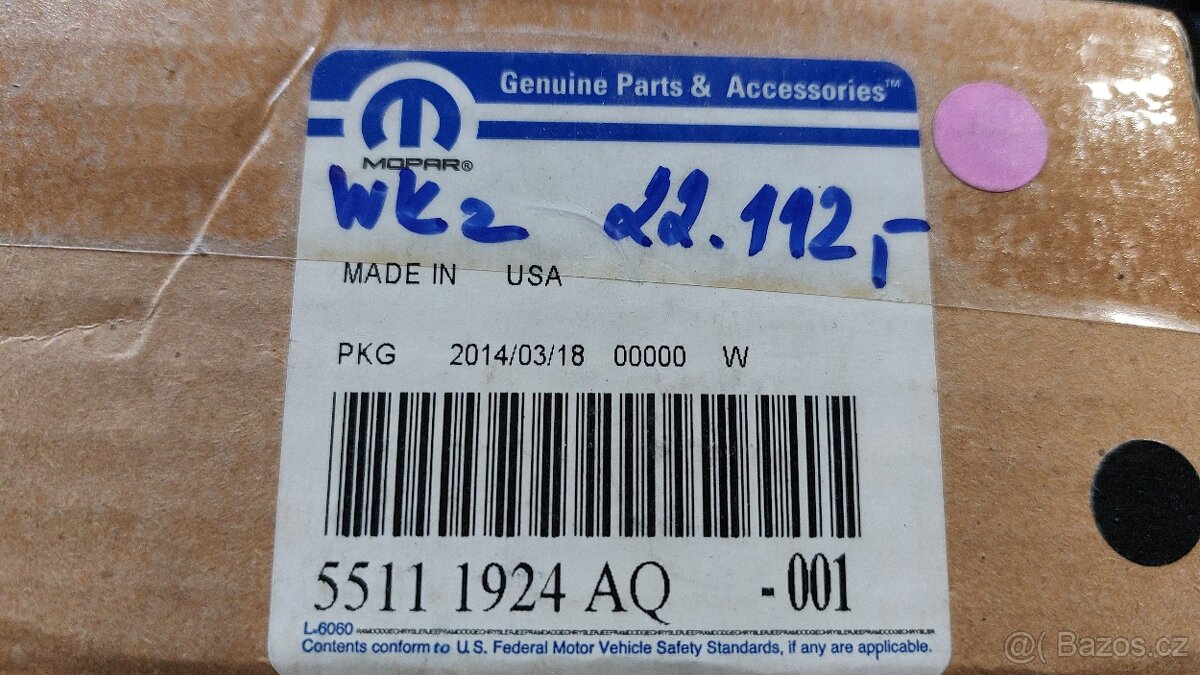 Genuine Parts & Accessories™
MOPAR®
WK2 22.112,-
MADE IN USA
PKG 2014/03/18 00000 W
5511 1924 AQ -001
L-6060
Contents conform to U.S. Federal Motor Vehicle Safety Standards, if any are applicable.
@( Bazos.cz